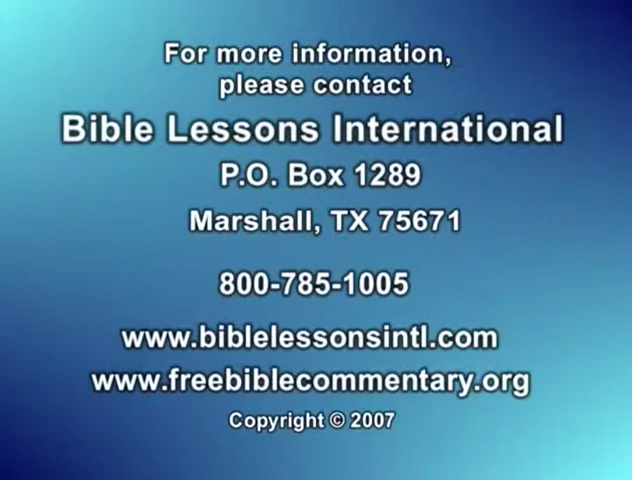 For more information,
please contact
Bible Lessons International
P.O. Box 1289
Marshall, TX 75671
800-785-1005
www.biblelessonsintl.com
www.freebiblecommentary.org
Copyright © 2007